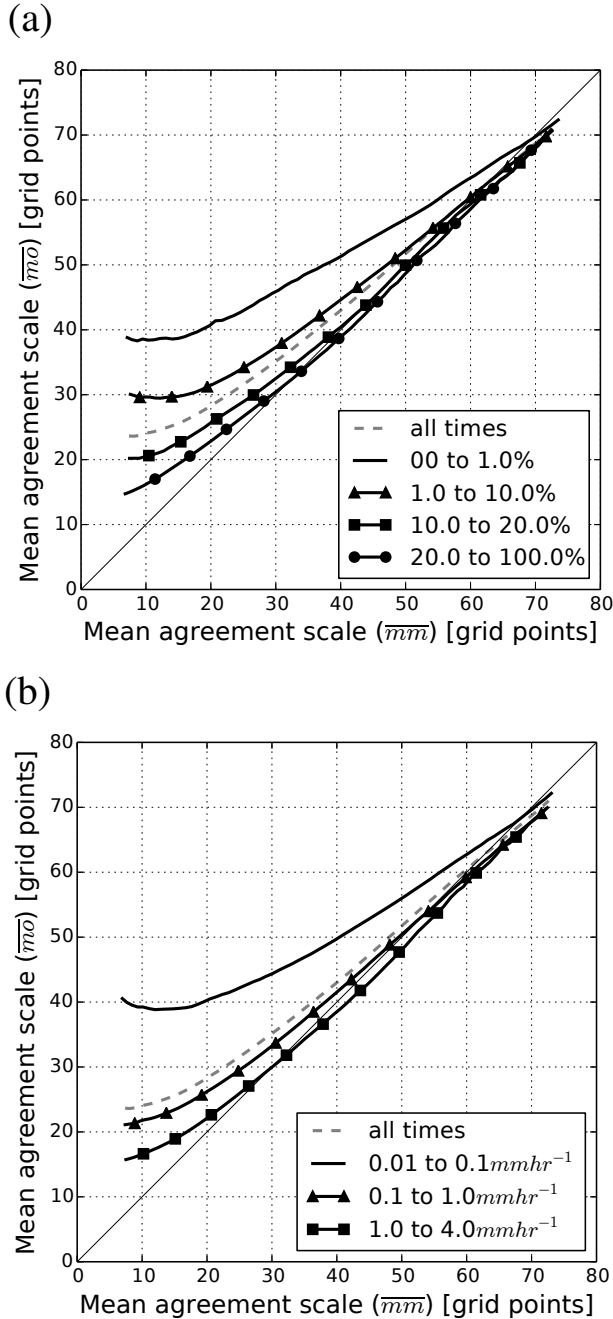 (a)
80
70
60
50
40
30
20
10
0
Mean agreement scale (m̅o̅) [grid points]
all times
00 to 1.0%
1.0 to 10.0%
10.0 to 20.0%
20.0 to 100.0%
0 10 20 30 40 50 60 70 80
Mean agreement scale (m̅m̅) [grid points]
(b)
80
70
60
50
40
30
20
10
0
Mean agreement scale (m̅o̅) [grid points]
all times
0.01 to 0.1mmhr⁻¹
0.1 to 1.0mmhr⁻¹
1.0 to 4.0mmhr⁻¹
0 10 20 30 40 50 60 70 80
Mean agreement scale (m̅m̅) [grid points]